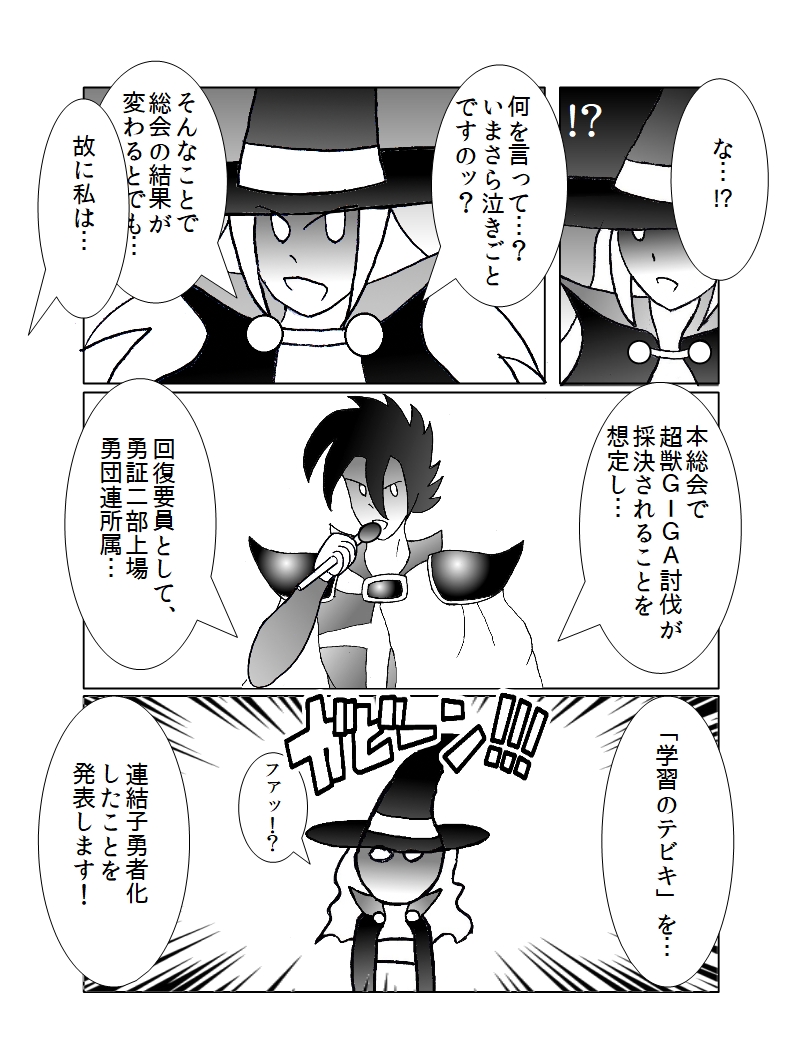 な…!?
!?
何を言って…？
いまさら泣きごと
ですのッ？
そんなことで
総会の結果が
変わるとでも…
故に私は…
本総会で
超獣ＧＩＧＡ討伐が
採決されることを
想定し…
回復要員として、
勇証二部上場
勇団連所属…
「学習のテビキ」を…
ガビーン!!!
ファッ!?
連結子勇者化
したことを
発表します！